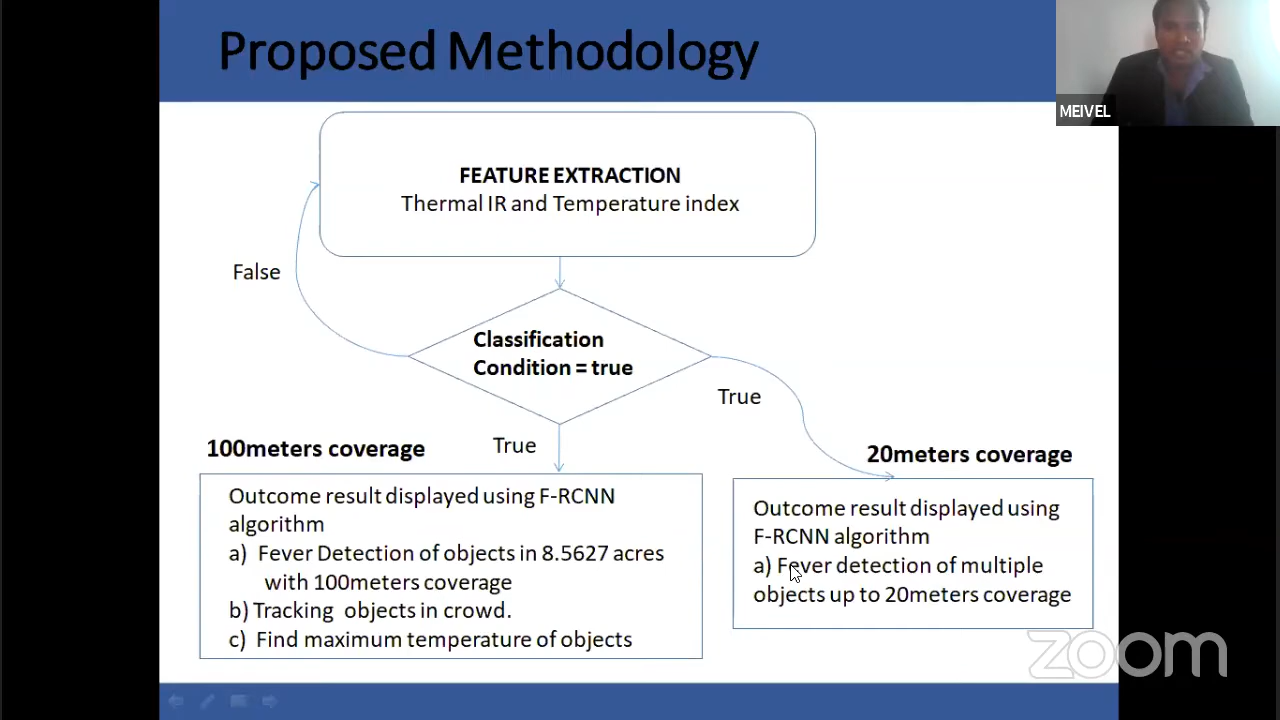 Proposed Methodology
MEIVEL
FEATURE EXTRACTION
Thermal IR and Temperature index
False
Classification
Condition = true
True
True
100meters coverage
20meters coverage
Outcome result displayed using F-RCNN
algorithm
a) Fever Detection of objects in 8.5627 acres
with 100meters coverage
b) Tracking objects in crowd.
c) Find maximum temperature of objects
Outcome result displayed using
F-RCNN algorithm
a) Fever detection of multiple
objects up to 20meters coverage
zoom